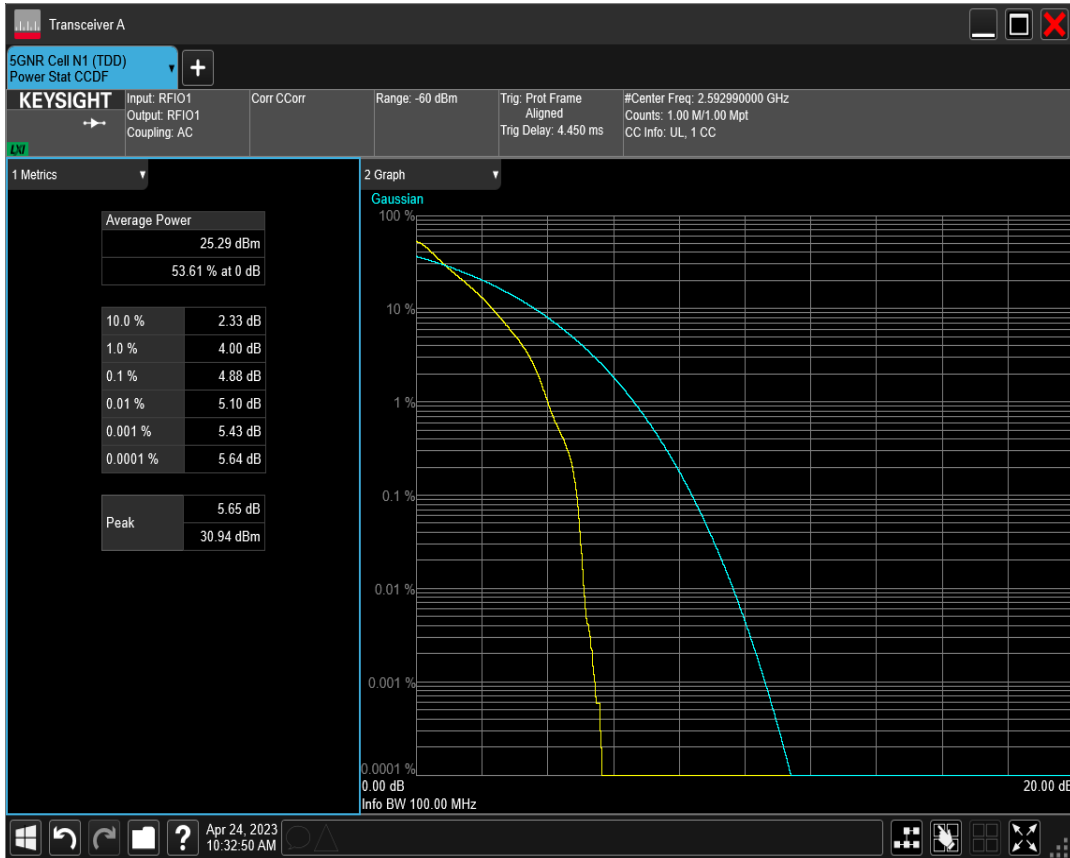 Transceiver A
5GNR Cell N1 (TDD)
Power Stat CCDF
+
KEYSIGHT
LXI
Input: RFIO1
Output: RFIO1
Coupling: AC
Corr CCorr
Range: -60 dBm
Trig: Prot Frame
Aligned
Trig Delay: 4.450 ms
#Center Freq: 2.592990000 GHz
Counts: 1.00 M/1.00 Mpt
CC Info: UL, 1 CC
1 Metrics
Average Power
25.29 dBm
53.61 % at 0 dB
10.0 % 2.33 dB
1.0 % 4.00 dB
0.1 % 4.88 dB
0.01 % 5.10 dB
0.001 % 5.43 dB
0.0001 % 5.64 dB
Peak
5.65 dB
30.94 dBm
2 Graph
Gaussian
100 %
10 %
1 %
0.1 %
0.01 %
0.001 %
0.0001 %
0.00 dB 20.00 dB
Info BW 100.00 MHz
?
Apr 24, 2023
10:32:50 AM